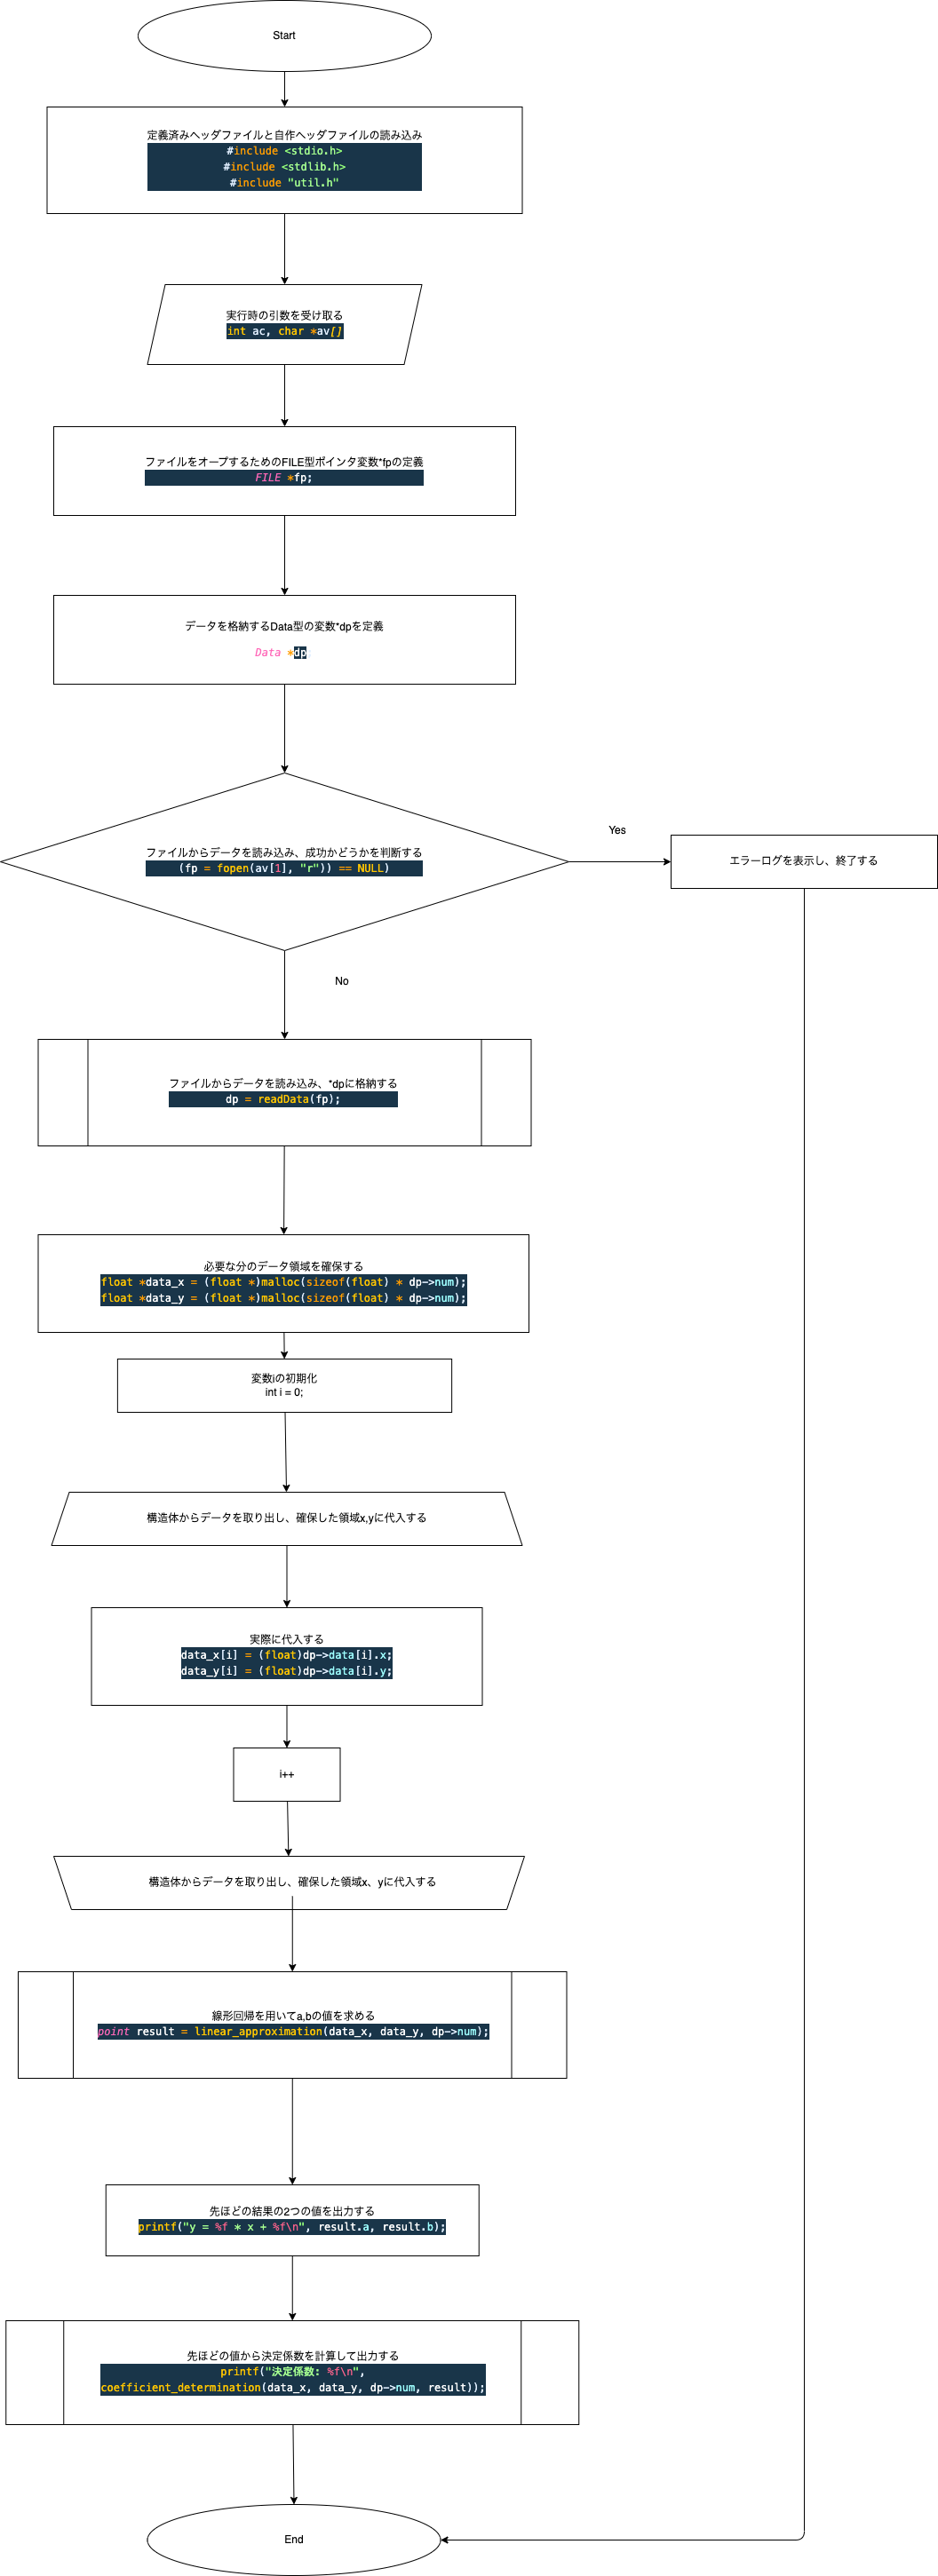 Start
定義済みヘッダファイルと自作ヘッダファイルの読み込み
#include <stdio.h>
#include <stdlib.h>
#include "util.h"
実行時の引数を受け取る
int ac, char *av[]
ファイルをオープするためのFILE型ポインタ変数*fpの定義
FILE *fp;
データを格納するData型の変数*dpを定義
Data *dp;
ファイルからデータを読み込み、成功かどうかを判断する
(fp = fopen(av[1], "r")) == NULL)
Yes
エラーログを表示し、終了する
No
ファイルからデータを読み込み、*dpに格納する
dp = readData(fp);
必要な分のデータ領域を確保する
float *data_x = (float *)malloc(sizeof(float) * dp->num);
float *data_y = (float *)malloc(sizeof(float) * dp->num);
変数iの初期化
int i = 0;
構造体からデータを取り出し、確保した領域x,yに代入する
実際に代入する
data_x[i] = (float)dp->data[i].x;
data_y[i] = (float)dp->data[i].y;
i++
構造体からデータを取り出し、確保した領域x、yに代入する
線形回帰を用いてa,bの値を求める
point result = linear_approximation(data_x, data_y, dp->num);
先ほどの結果の2つの値を出力する
printf("y = %f * x + %f\n", result.a, result.b);
先ほどの値から決定係数を計算して出力する
printf("決定係数: %f\n",
coefficient_determination(data_x, data_y, dp->num, result));
End